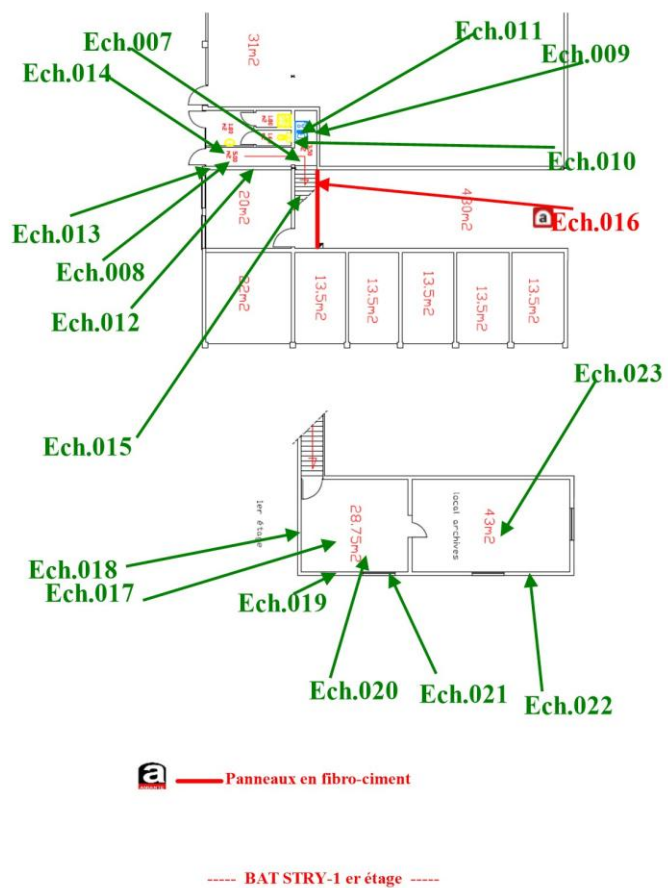 Ech.007
Ech.011
Ech.009
Ech.014
31m2
Ech.010
Ech.013
20m2
Ech.016
a
Ech.008
22m2
13.5m2
13.5m2
13.5m2
13.5m2
13.5m2
Ech.012
Ech.023
Ech.015
1er étage
28.75m2
local archives
43m2
Ech.018
Ech.017
Ech.019
Ech.020
Ech.021
Ech.022
a
AMIANTE
Panneaux en fibro-ciment
----- BAT STRY-1 er étage -----